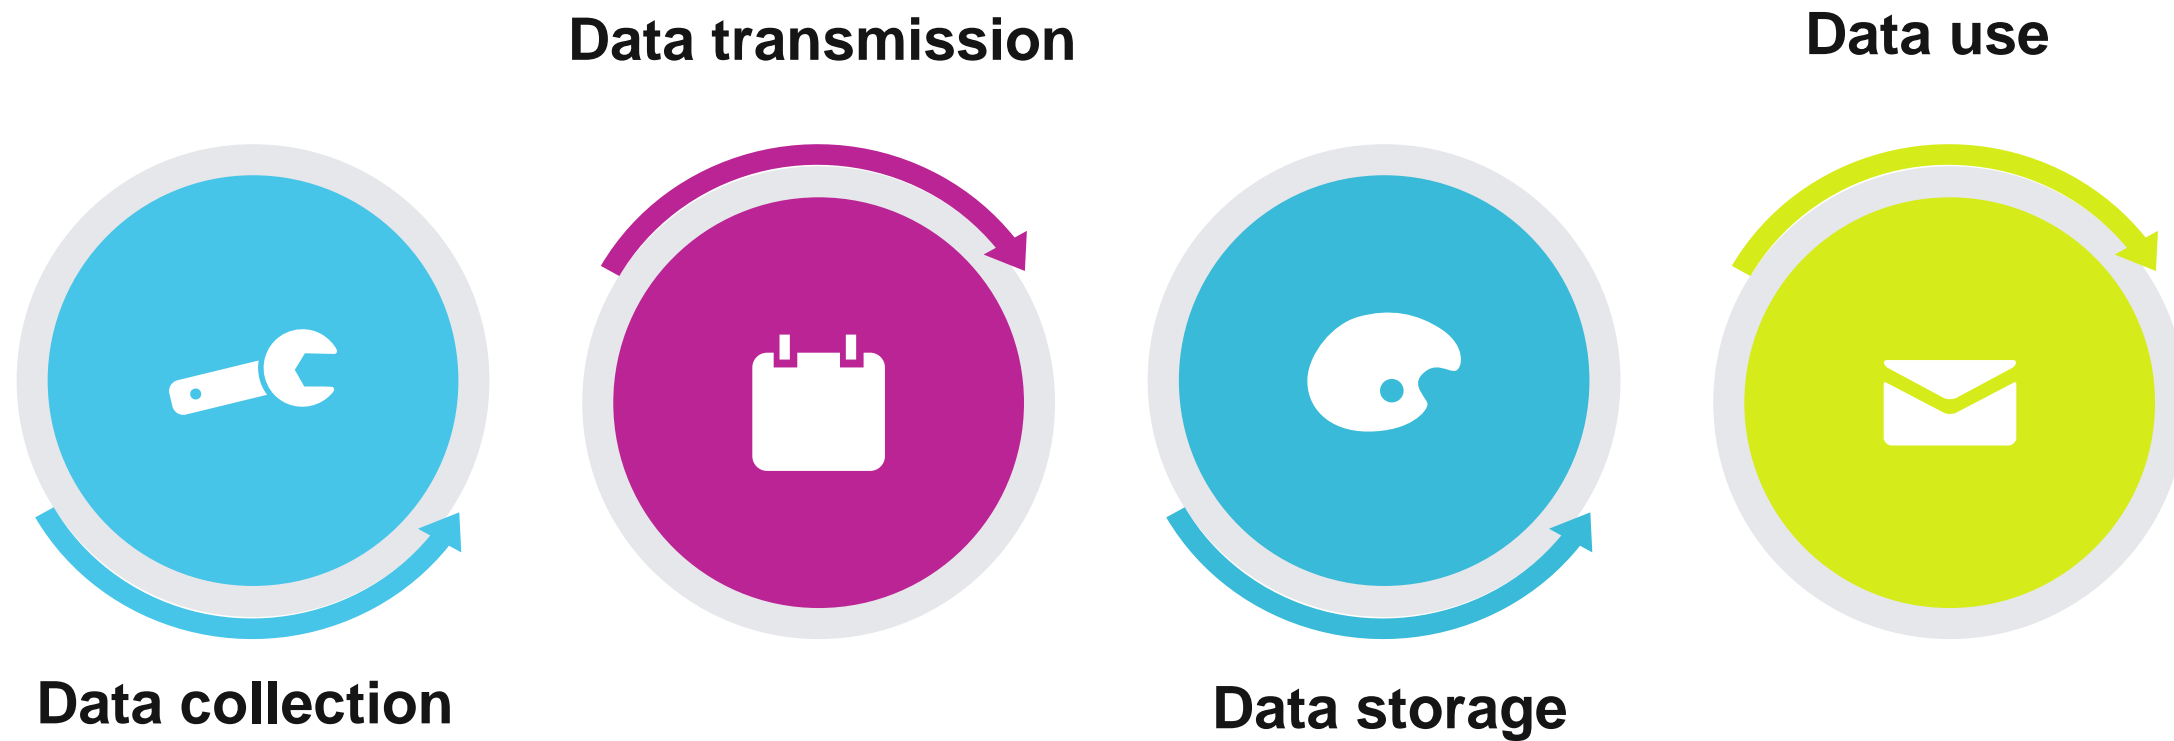 Data transmission
Data use
Data collection
Data storage